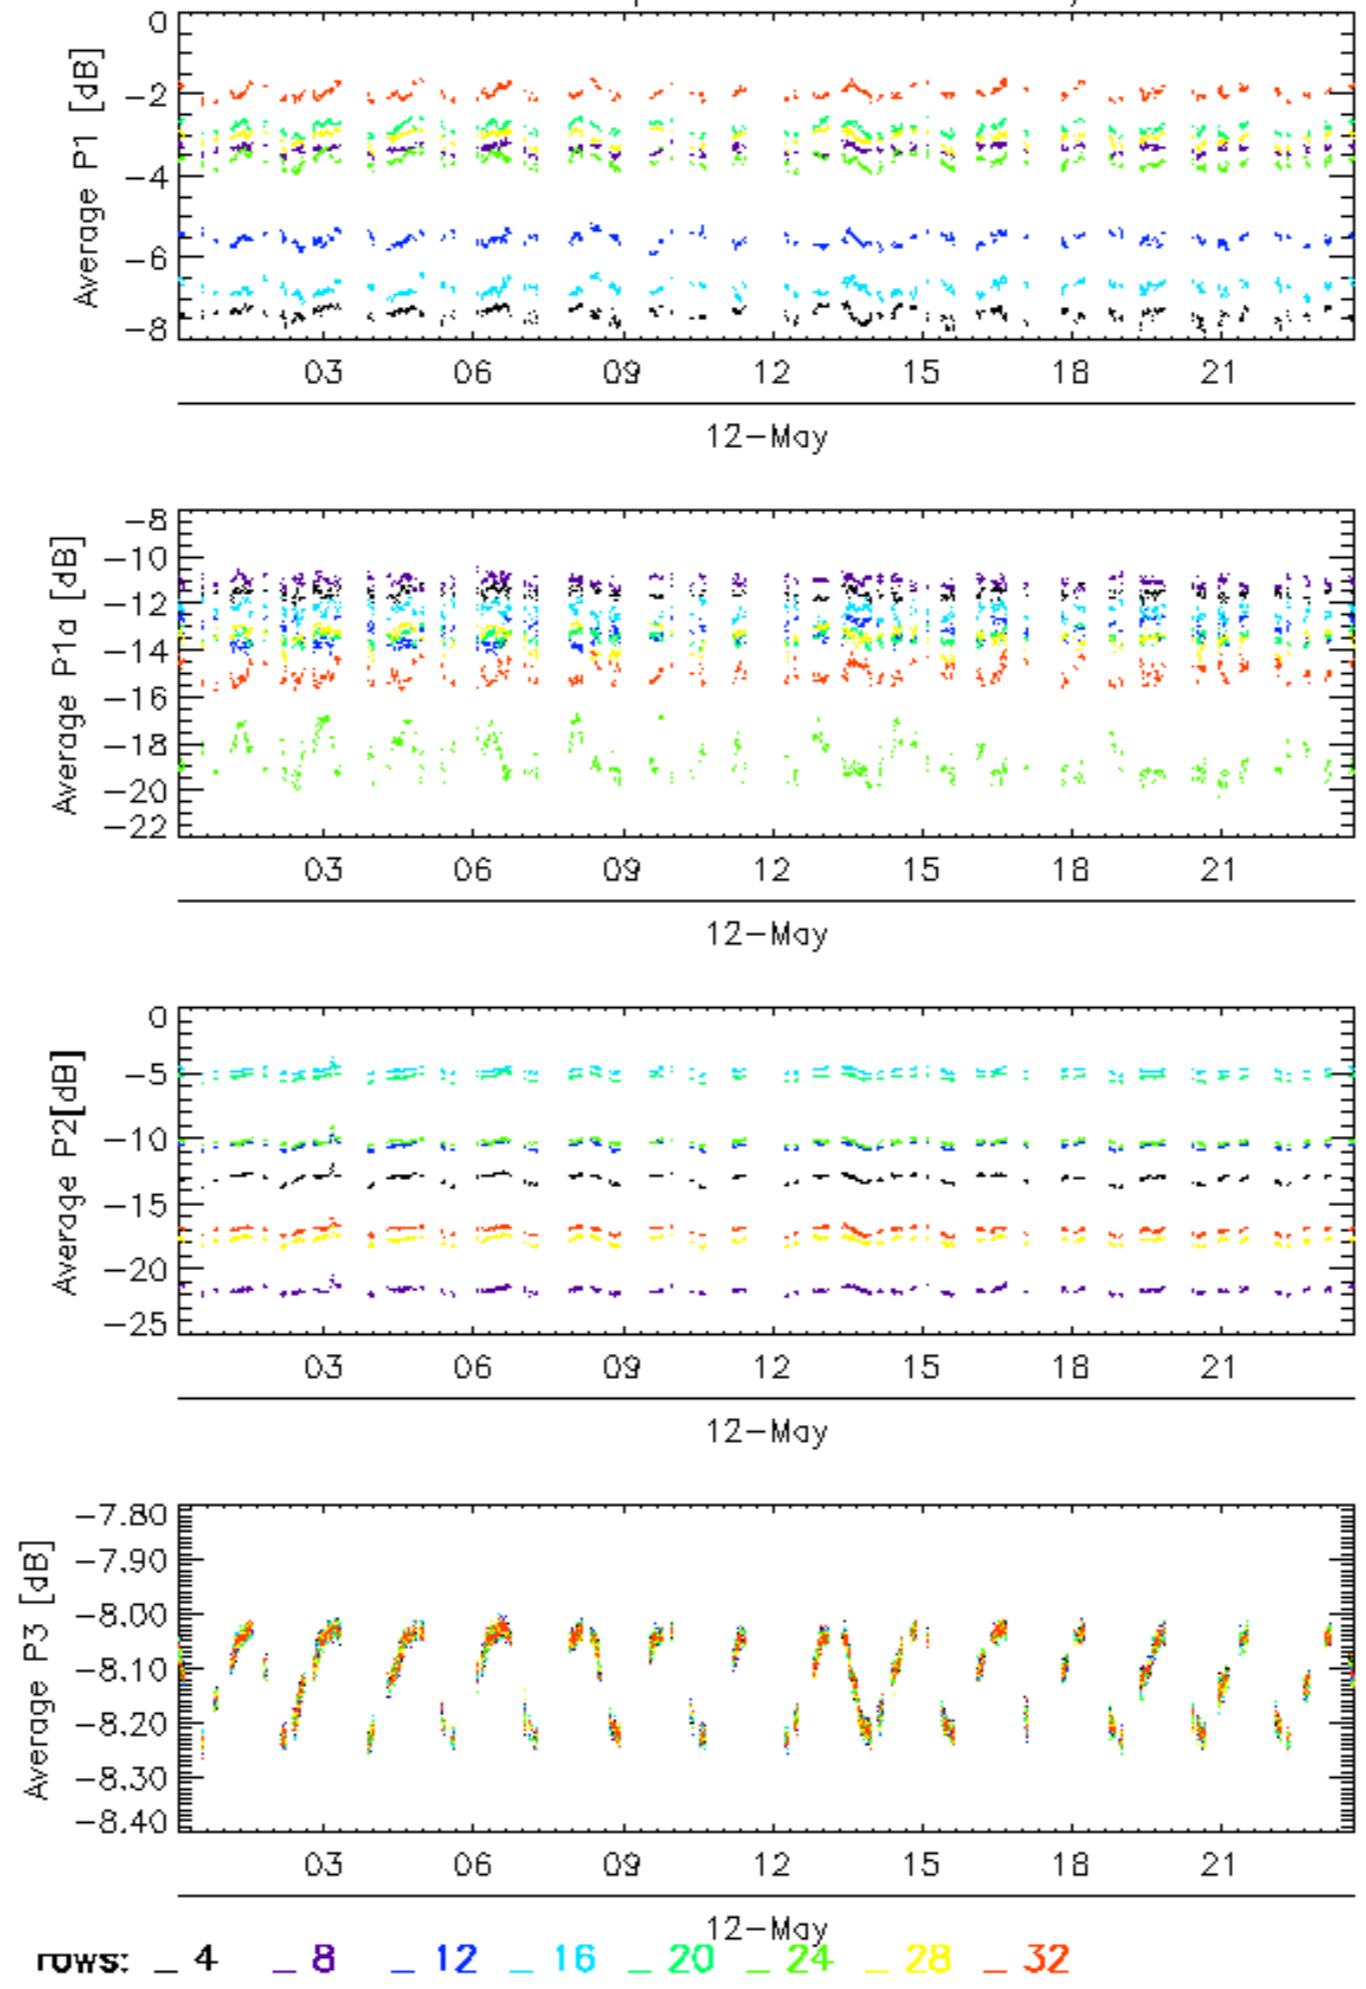 0
Average P1 [dB]
-2
-4
-6
-8
03 06 09 12 15 18 21
12-May
-8
Average P1a [dB]
-10
-12
-14
-16
-18
-20
-22
03 06 09 12 15 18 21
12-May
0
Average P2[dB]
-5
-10
-15
-20
-25
03 06 09 12 15 18 21
12-May
-7.80
Average P3 [dB]
-7.90
-8.00
-8.10
-8.20
-8.30
-8.40
03 06 09 12 15 18 21
12-May
rows: _ 4 _ 8 _ 12 _ 16 _ 20 _ 24 _ 28 _ 32